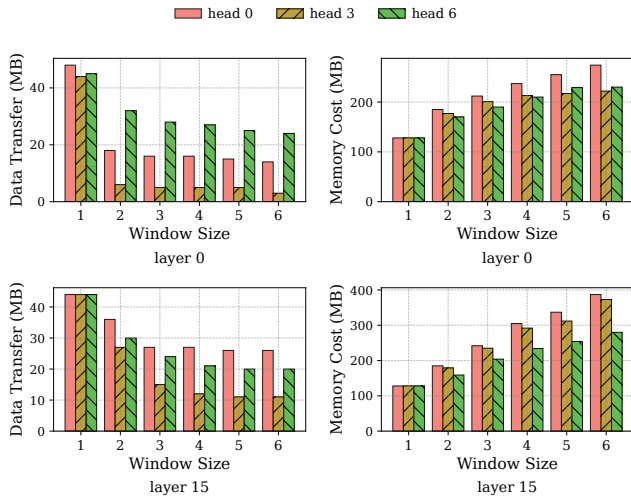 head 0 head 3 head 6
Data Transfer (MB)
40
20
0
1 2 3 4 5 6
Window Size
layer 0
Memory Cost (MB)
200
100
0
1 2 3 4 5 6
Window Size
layer 0
Data Transfer (MB)
40
30
20
10
0
1 2 3 4 5 6
Window Size
layer 15
Memory Cost (MB)
400
300
200
100
0
1 2 3 4 5 6
Window Size
layer 15